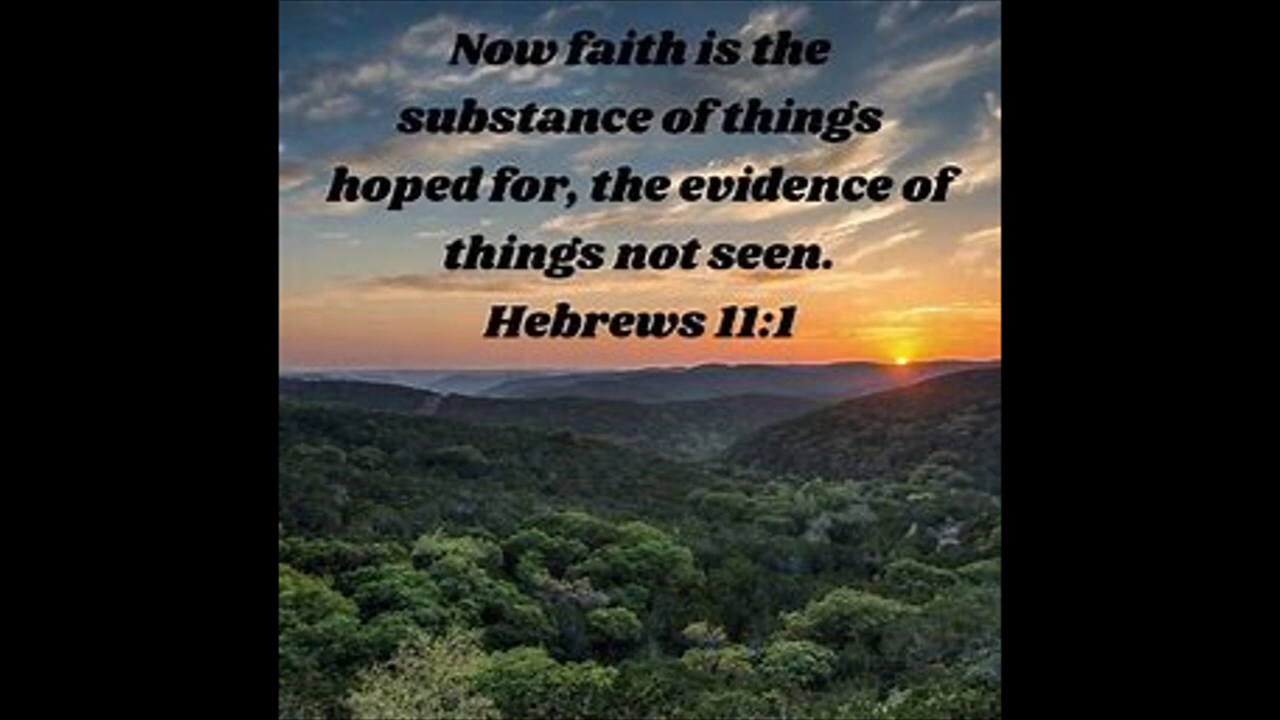 Now faith is the
substance of things
hoped for, the evidence of
things not seen.
Hebrews 11:1